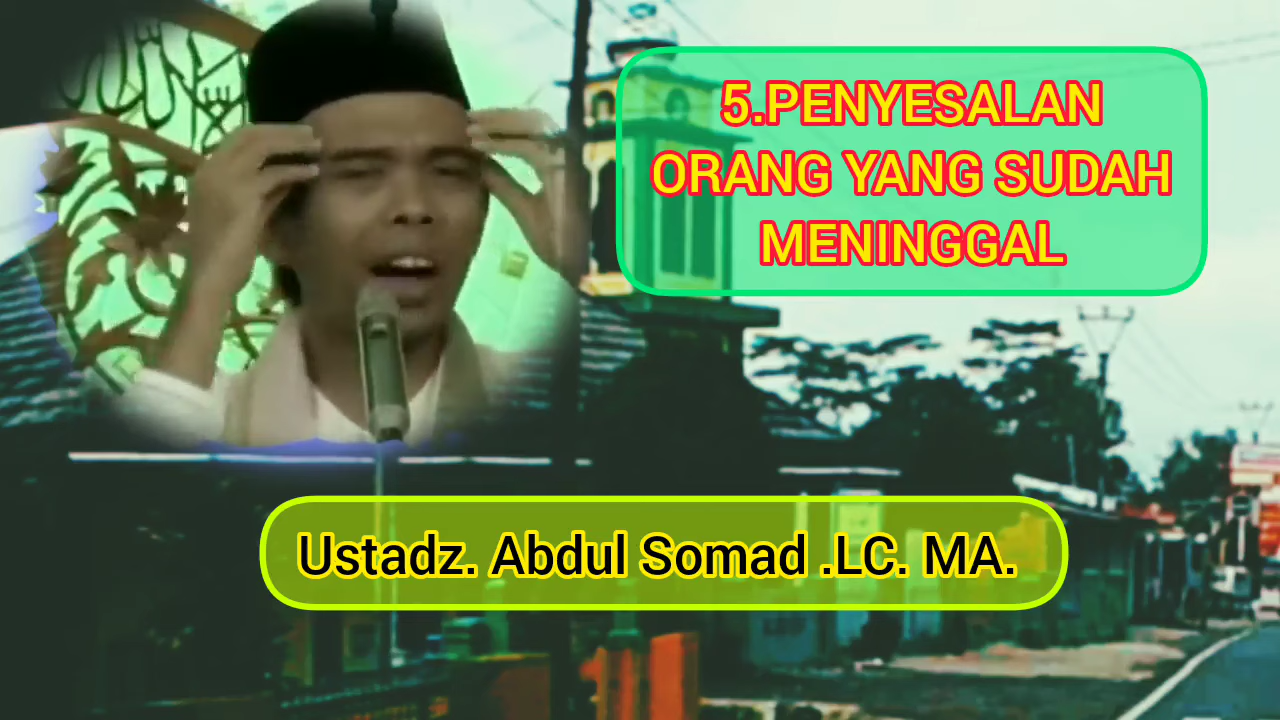 5.PENYESALAN
ORANG YANG SUDAH
MENINGGAL
Ustadz. Abdul Somad .LC. MA.